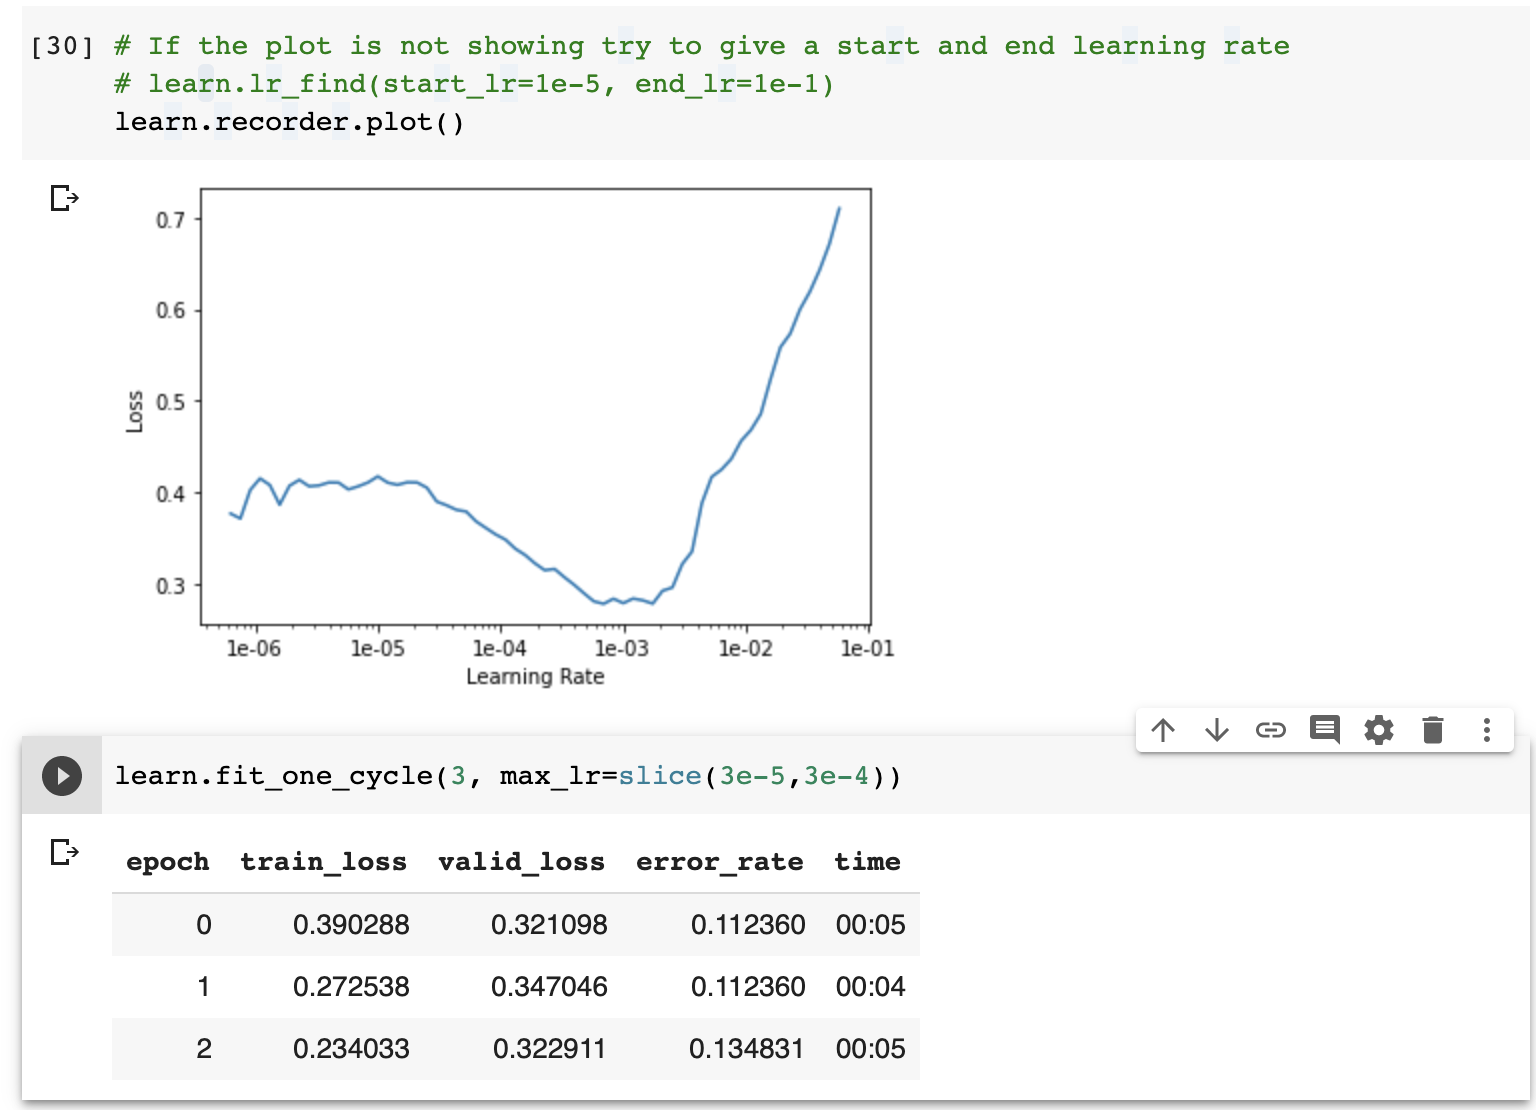 [30] # If the plot is not showing try to give a start and end learning rate
# learn.lr_find(start_lr=1e-5, end_lr=1e-1)
learn.recorder.plot()
0.7
0.6
0.5
0.4
0.3
Loss
1e-06 1e-05 1e-04 1e-03 1e-02 1e-01
Learning Rate
learn.fit_one_cycle(3, max_lr=slice(3e-5,3e-4))
epoch train_loss valid_loss error_rate time
0 0.390288 0.321098 0.112360 00:05
1 0.272538 0.347046 0.112360 00:04
2 0.234033 0.322911 0.134831 00:05